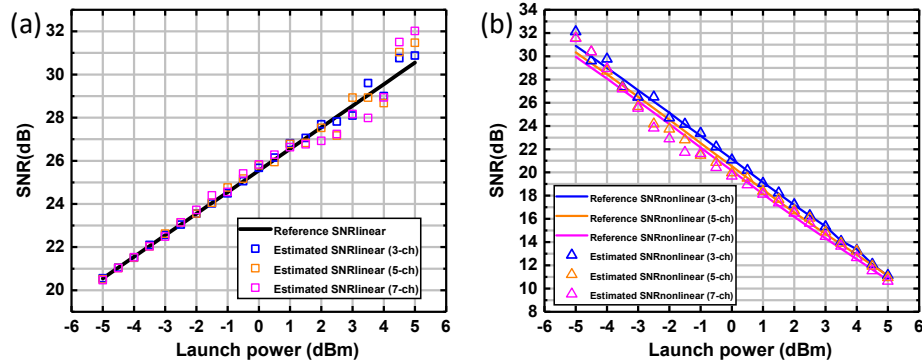 (a)
SNR(dB)
32
30
28
26
24
22
20
-6 -5 -4 -3 -2 -1 0 1 2 3 4 5 6
Launch power (dBm)
Reference SNRlinear
Estimated SNRlinear (3-ch)
Estimated SNRlinear (5-ch)
Estimated SNRlinear (7-ch)
(b)
SNR(dB)
34
32
30
28
26
24
22
20
18
16
14
12
10
8
-6 -5 -4 -3 -2 -1 0 1 2 3 4 5 6
Launch power (dBm)
Reference SNRnonlinear (3-ch)
Reference SNRnonlinear (5-ch)
Reference SNRnonlinear (7-ch)
Estimated SNRnonlinear (3-ch)
Estimated SNRnonlinear (5-ch)
Estimated SNRnonlinear (7-ch)